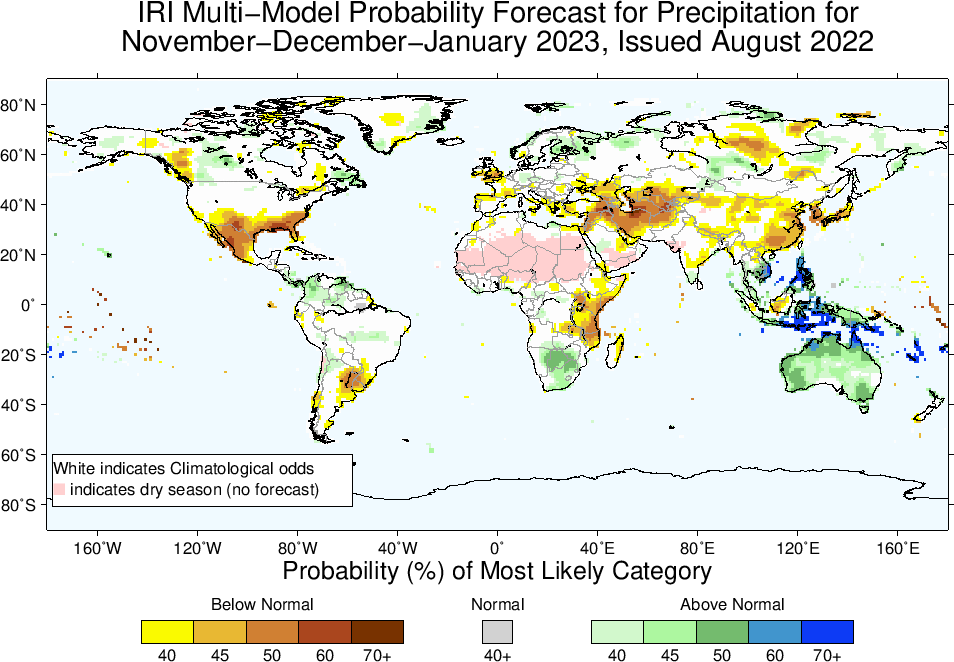 IRI Multi−Model Probability Forecast for Precipitation for
November−December−January 2023, Issued August 2022
80˚N
60˚N
40˚N
20˚N
0˚
20˚S
40˚S
60˚S
80˚S
White indicates Climatological odds
indicates dry season (no forecast)
160˚W 120˚W 80˚W 40˚W 0˚ 40˚E 80˚E 120˚E 160˚E
Probability (%) of Most Likely Category
Below Normal Normal Above Normal
40 45 50 60 70+ 40+ 40 45 50 60 70+